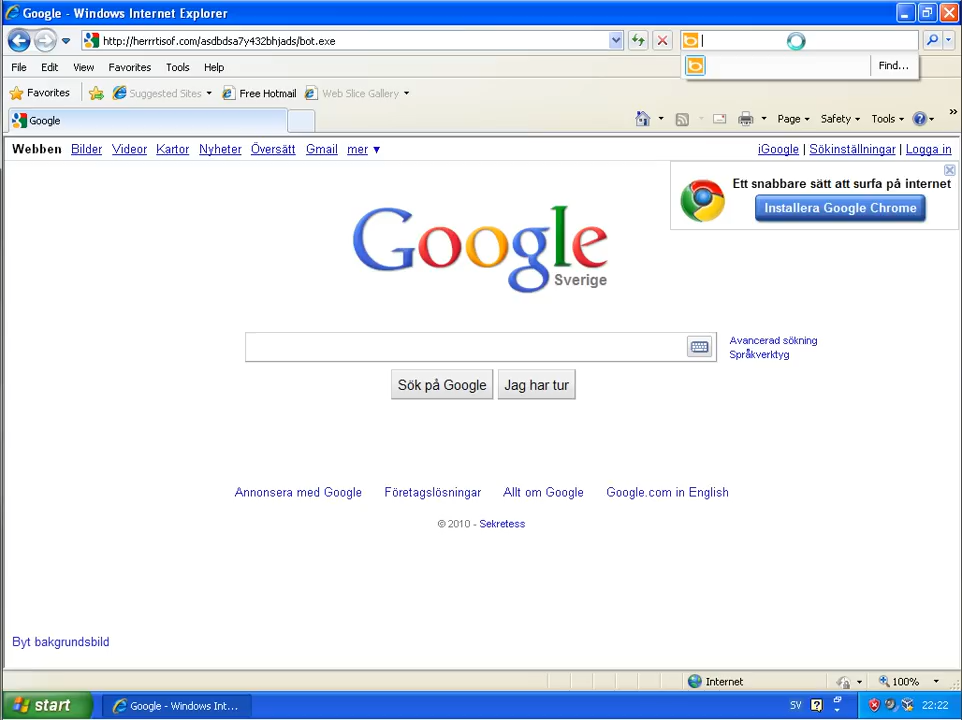 Google - Windows Internet Explorer
http://herrrtisof.com/asdbdsa7y432bhjads/bot.exe
File Edit View Favorites Tools Help
Find...
Favorites Suggested Sites Free Hotmail Web Slice Gallery
Google
Page Safety Tools
Webben Bilder Videor Kartor Nyheter Översätt Gmail mer ▼
iGoogle | Sökinställningar | Logga in
Ett snabbare sätt att surfa på internet
Installera Google Chrome
Google
Sverige
Avancerad sökning
Språkverktyg
Sök på Google Jag har tur
Annonsera med Google Företagslösningar Allt om Google Google.com in English
© 2010 - Sekretess
Byt bakgrundsbild
Internet 100%
start Google - Windows Int... SV 22:22